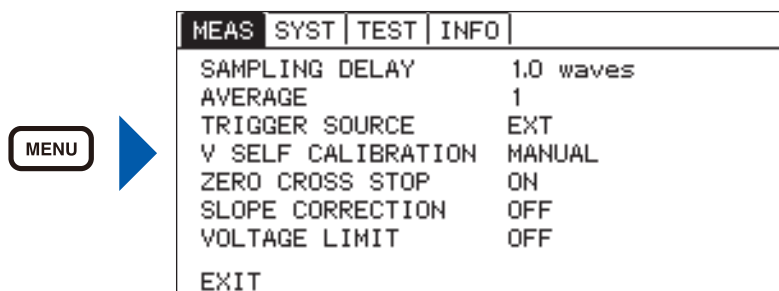 MENU
MEAS SYST TEST INFO
SAMPLING DELAY 1.0 waves
AVERAGE 1
TRIGGER SOURCE EXT
V SELF CALIBRATION MANUAL
ZERO CROSS STOP ON
SLOPE CORRECTION OFF
VOLTAGE LIMIT OFF
EXIT